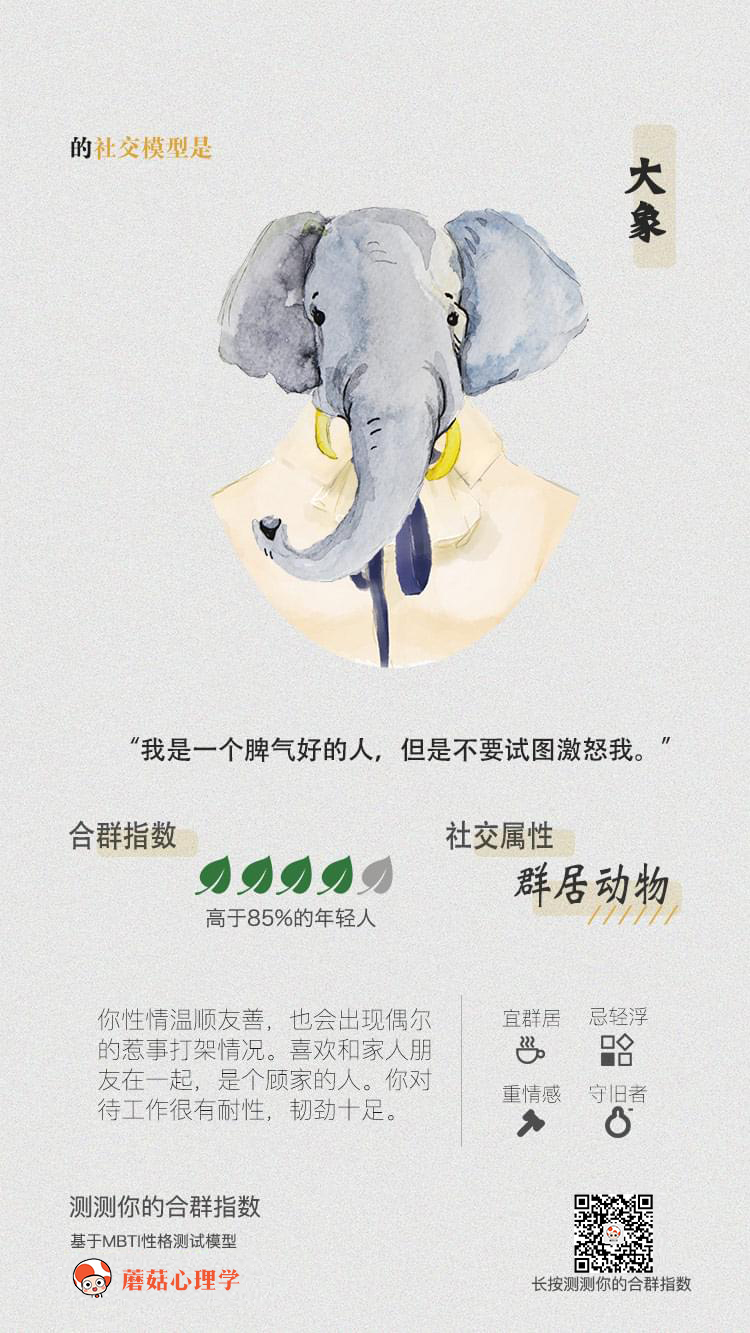 的社交模型是
大象
“我是一个脾气好的人，但是不要试图激怒我。”
合群指数
高于85%的年轻人
社交属性
群居动物
你性情温顺友善，也会出现偶尔
的惹事打架情况。喜欢和家人朋
友在一起，是个顾家的人。你对
待工作很有耐性，韧劲十足。
宜群居 忌轻浮
重情感 守旧者
测测你的合群指数
基于MBTI性格测试模型
蘑菇心理学
长按测测你的合群指数